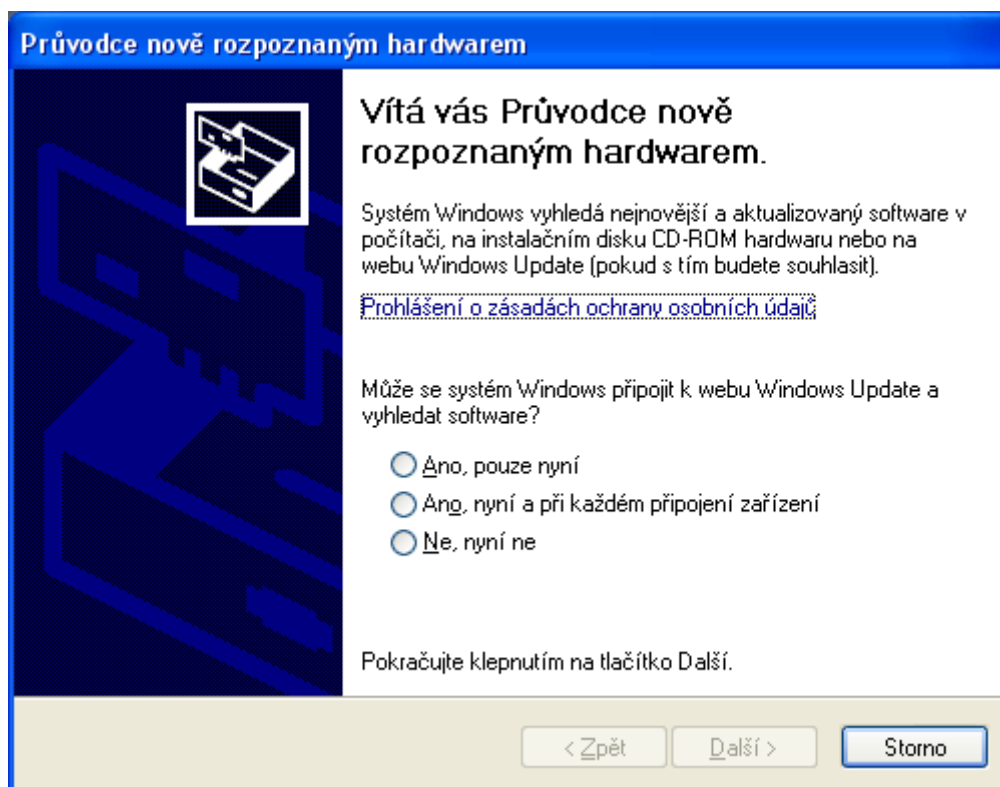 Průvodce nově rozpoznaným hardwarem
Vítá vás Průvodce nově
rozpoznaným hardwarem.
Systém Windows vyhledá nejnovější a aktualizovaný software v
počítači, na instalačním disku CD-ROM hardwaru nebo na
webu Windows Update (pokud s tím budete souhlasit).
Prohlášení o zásadách ochrany osobních údajů
Může se systém Windows připojit k webu Windows Update a
vyhledat software?
Ano, pouze nyní
Ano, nyní a při každém připojení zařízení
Ne, nyní ne
Pokračujte klepnutím na tlačítko Další.
< Zpět
Další >
Storno